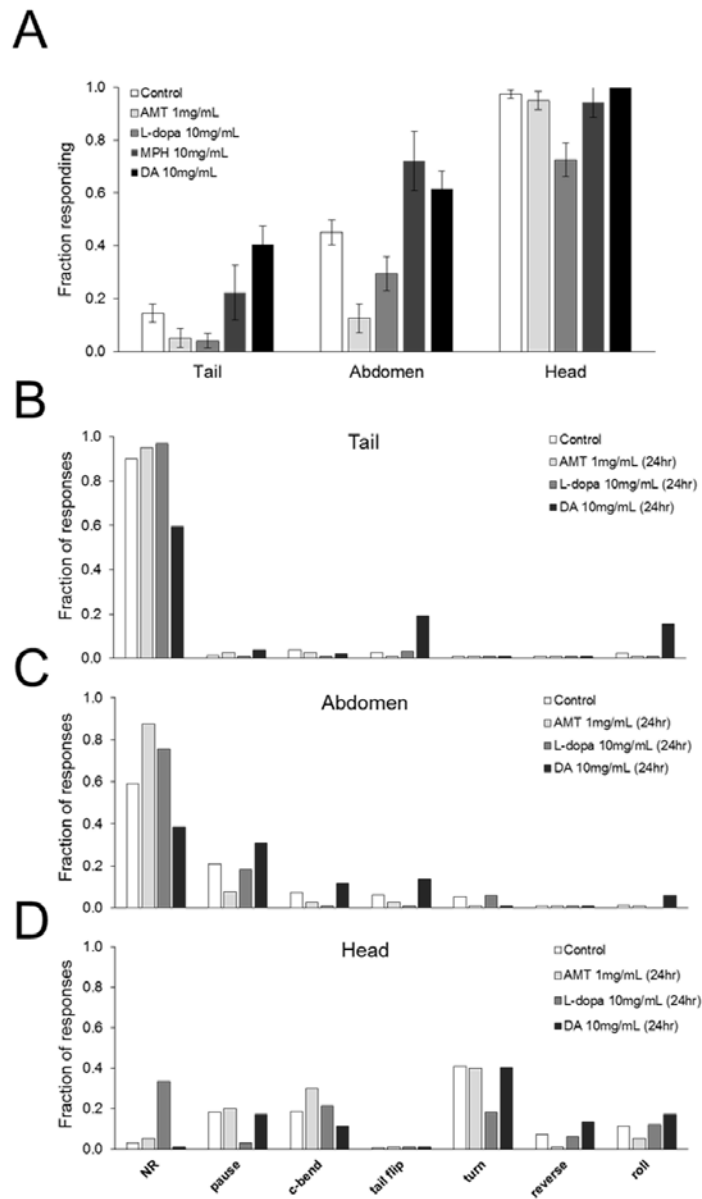 A
1.0
0.8
0.6
0.4
0.2
0.0
Fraction responding
Control
AMT 1mg/mL
L-dopa 10mg/mL
MPH 10mg/mL
DA 10mg/mL
Tail Abdomen Head
B
Tail
1.0
0.8
0.6
0.4
0.2
0.0
Fraction of responses
Control
AMT 1mg/mL (24hr)
L-dopa 10mg/mL (24hr)
DA 10mg/mL (24hr)
C
Abdomen
1.0
0.8
0.6
0.4
0.2
0.0
Fraction of responses
Control
AMT 1mg/mL (24hr)
L-dopa 10mg/mL (24hr)
DA 10mg/mL (24hr)
D
Head
1.0
0.8
0.6
0.4
0.2
0.0
Fraction of responses
Control
AMT 1mg/mL (24hr)
L-dopa 10mg/mL (24hr)
DA 10mg/mL (24hr)
NR pause c-bend tail flip turn reverse roll